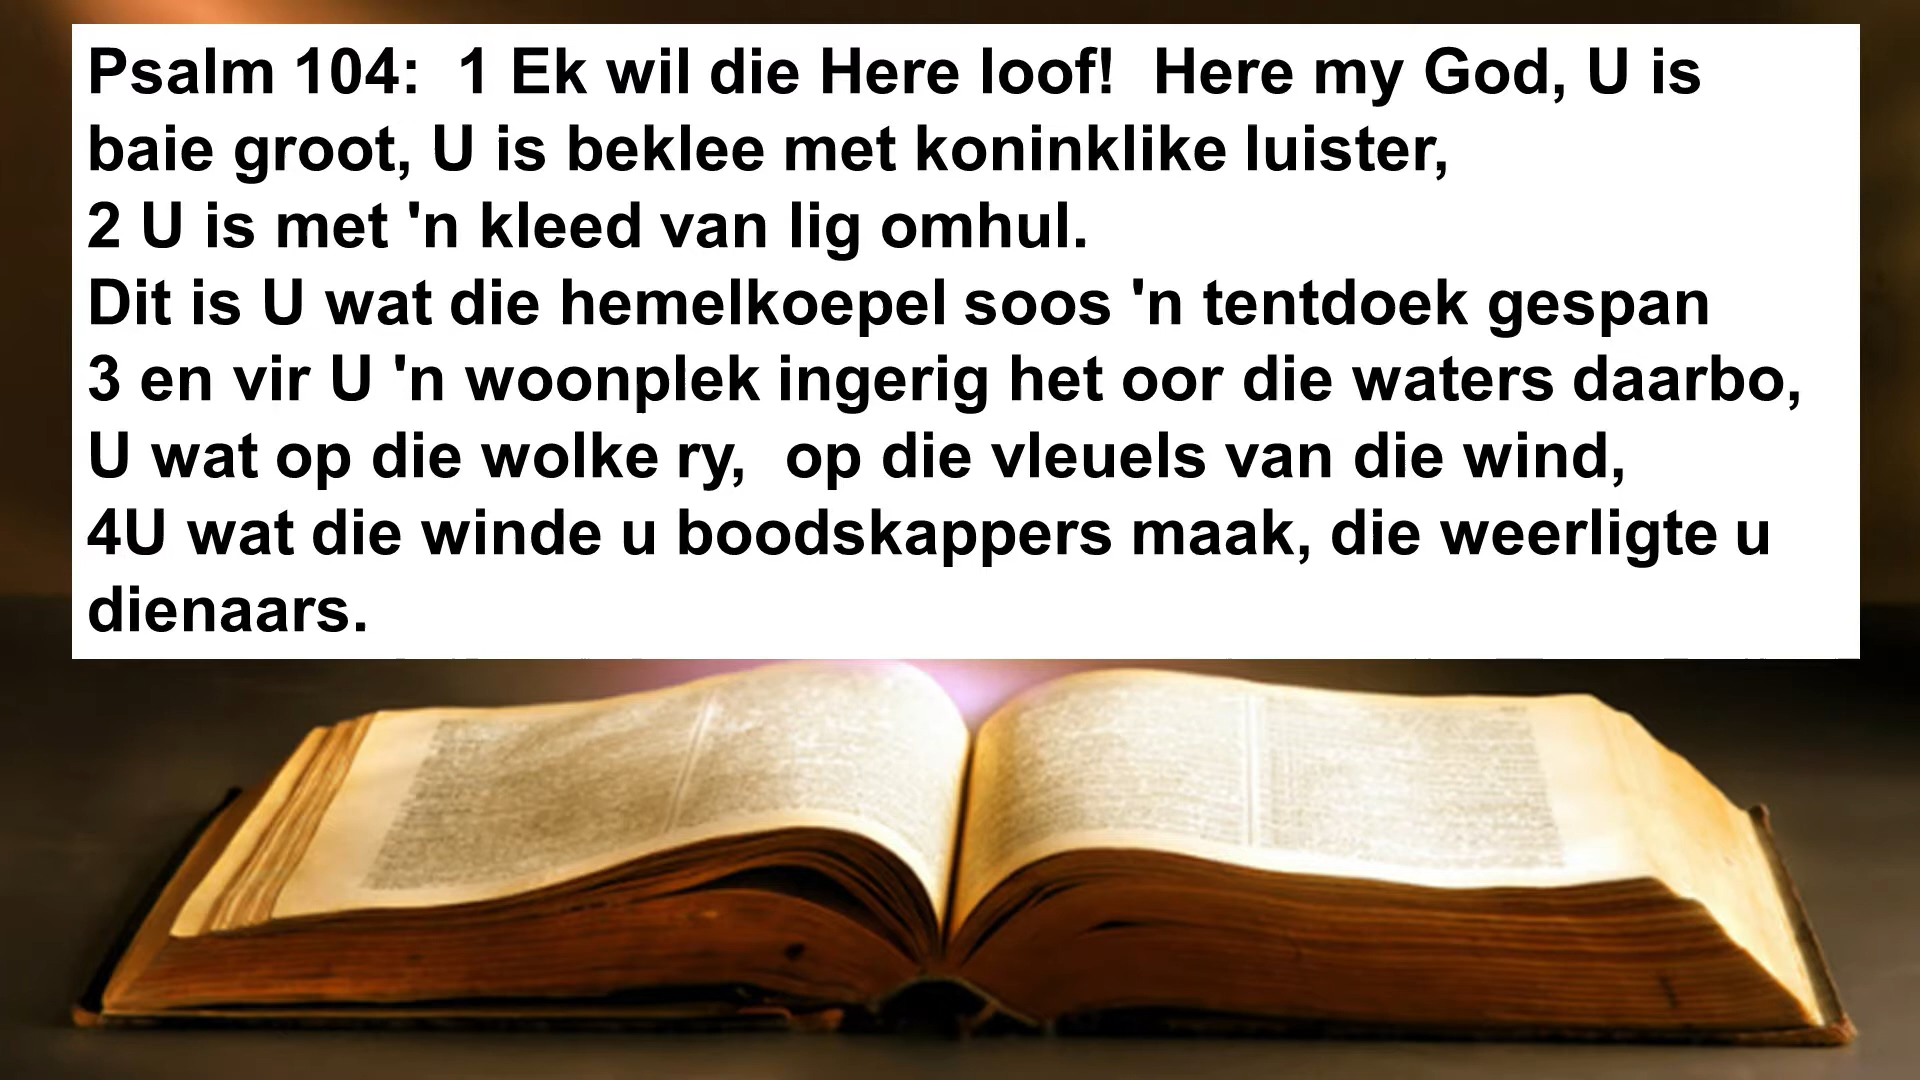 Psalm 104:  1 Ek wil die Here loof!  Here my God, U is
baie groot, U is beklee met koninklike luister,
2 U is met 'n kleed van lig omhul.
Dit is U wat die hemelkoepel soos 'n tentdoek gespan
3 en vir U 'n woonplek ingerig het oor die waters daarbo,
U wat op die wolke ry,  op die vleuels van die wind,
4U wat die winde u boodskappers maak, die weerligte u
dienaars.